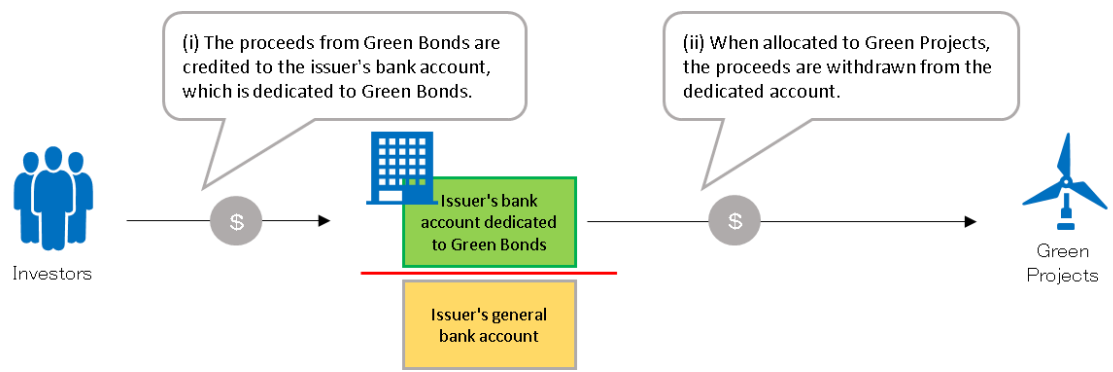 (i) The proceeds from Green Bonds are
credited to the issuer's bank account,
which is dedicated to Green Bonds.
(ii) When allocated to Green Projects,
the proceeds are withdrawn from the
dedicated account.
Investors
$
Issuer's bank
account dedicated
to Green Bonds
$
Green
Projects
Issuer's general
bank account